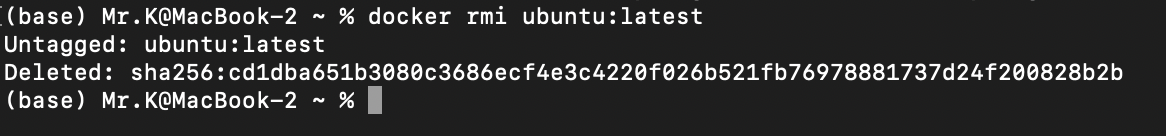 (base) Mr.K@MacBook-2 ~ % docker rmi ubuntu:latest
Untagged: ubuntu:latest
Deleted: sha256:cd1dba651b3080c3686ecf4e3c4220f026b521fb76978881737d24f200828b2b
(base) Mr.K@MacBook-2 ~ %